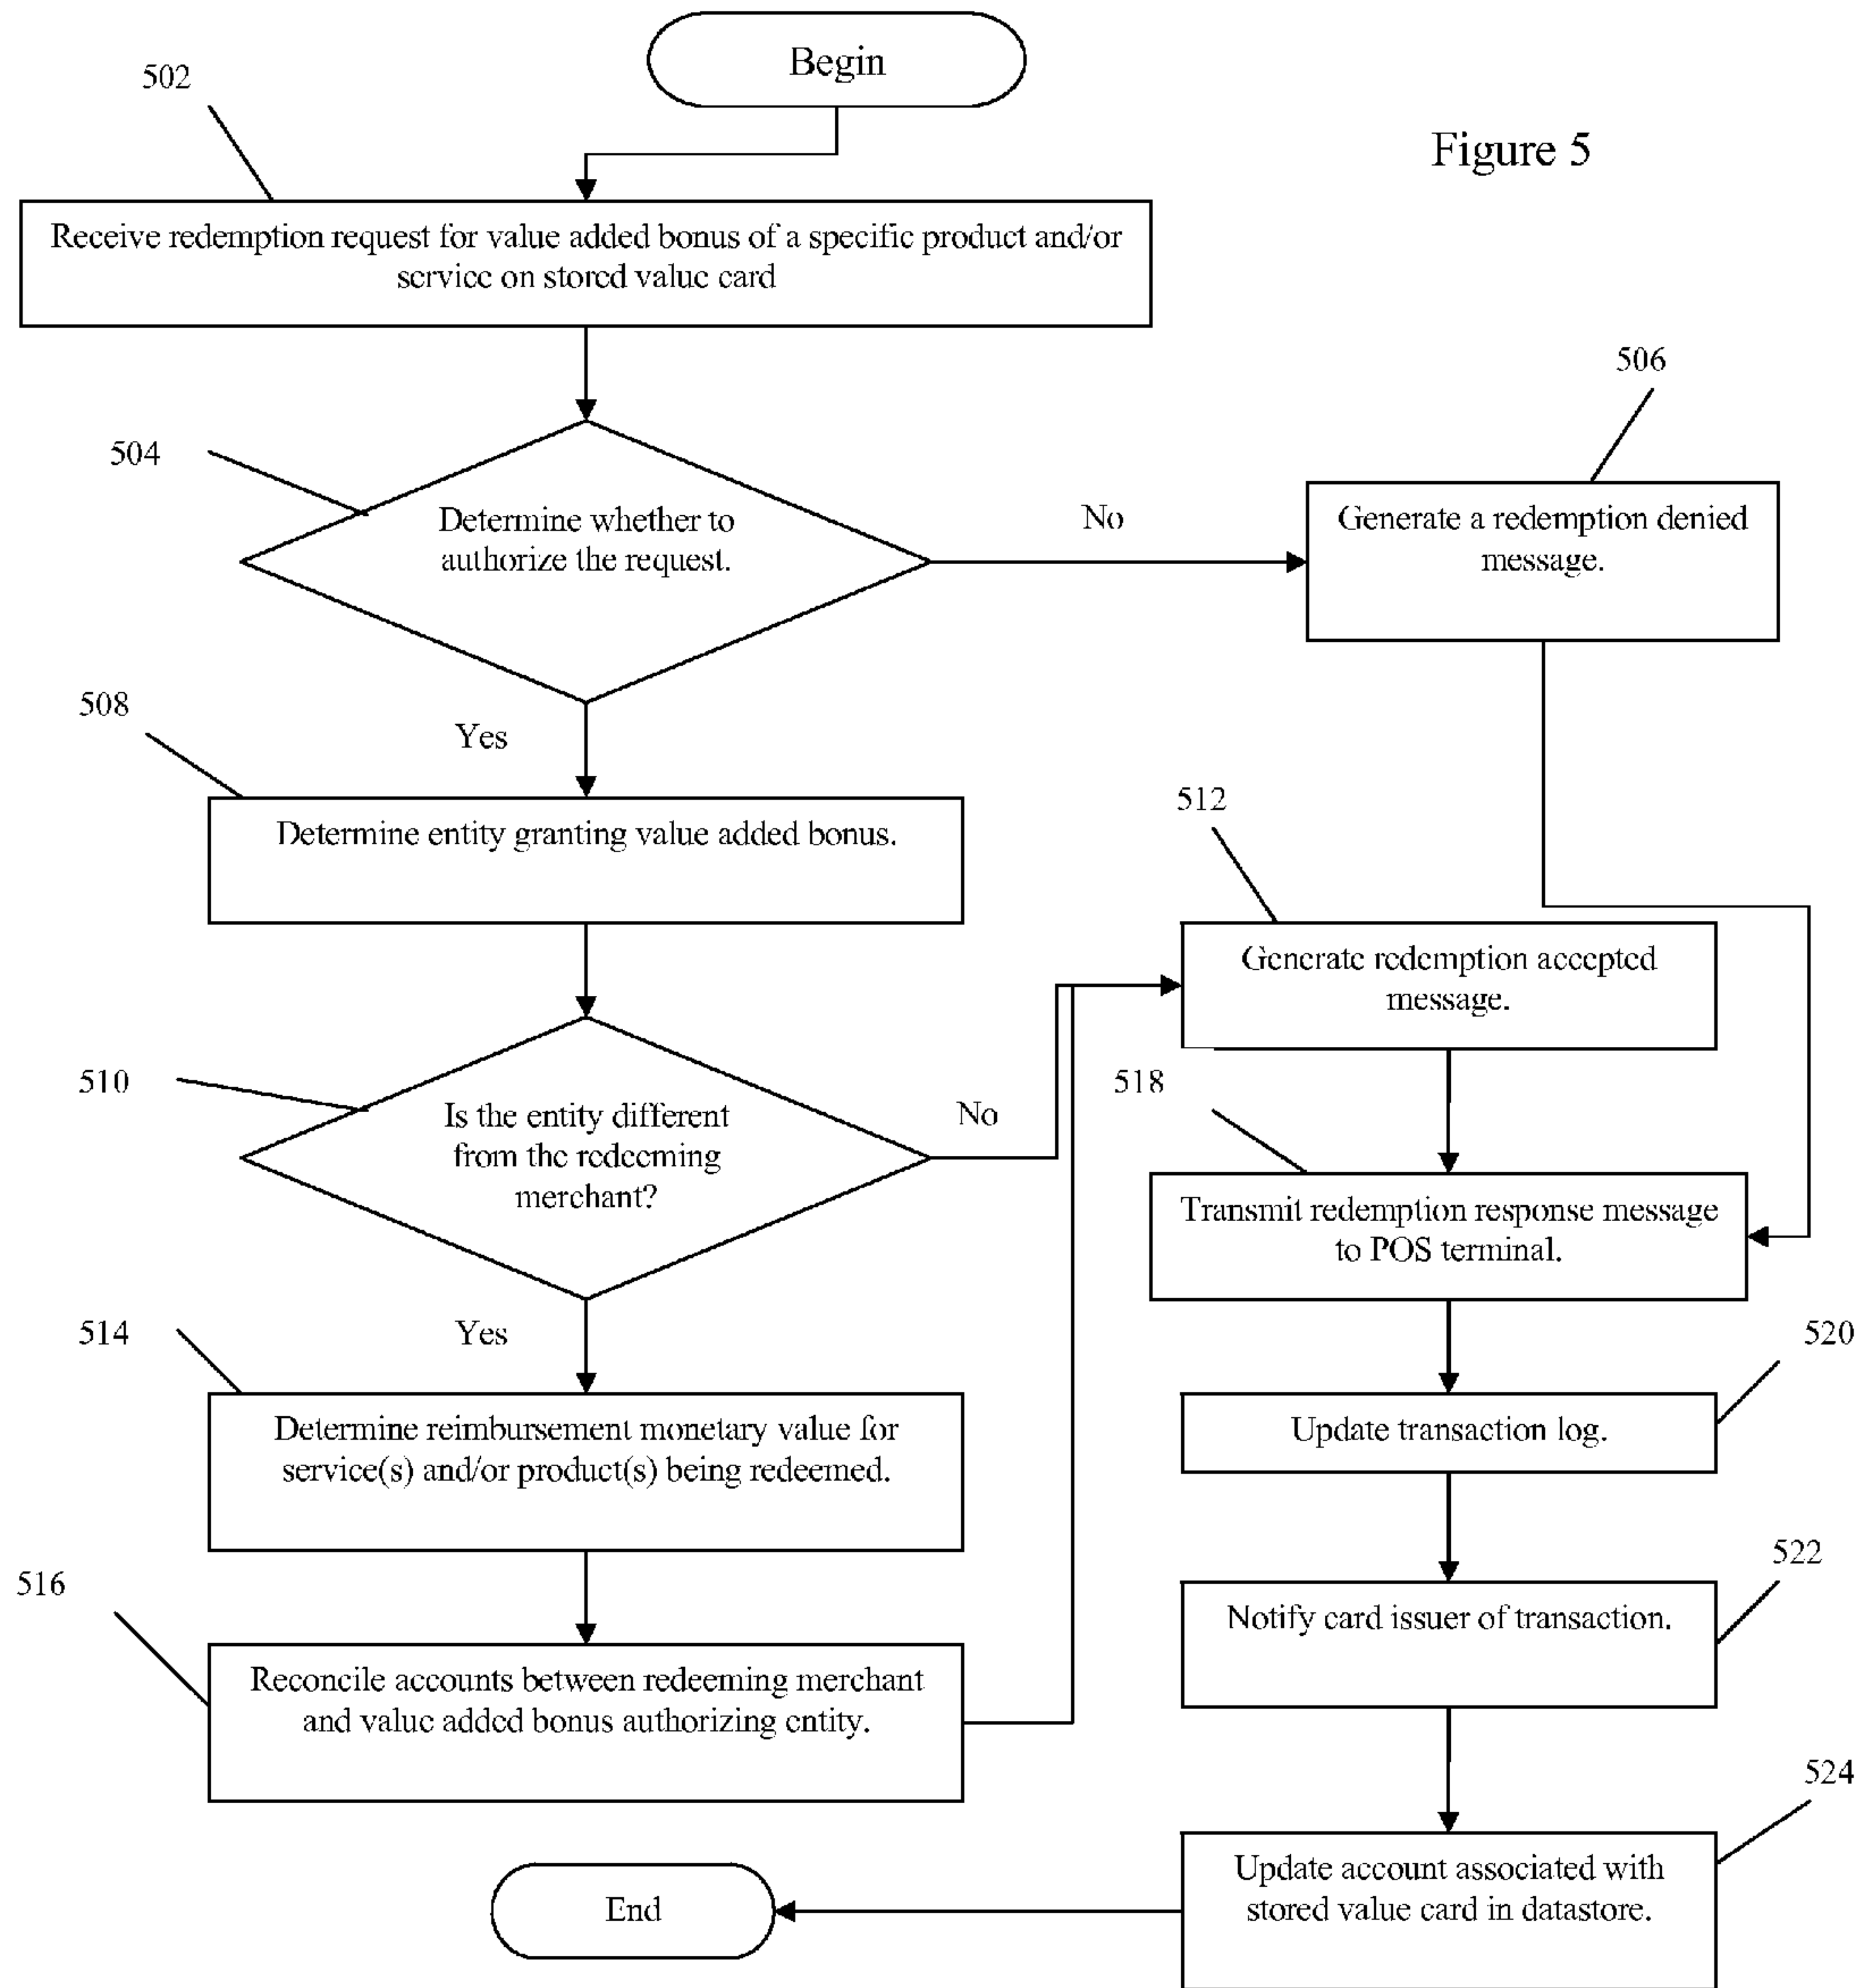 Begin
502
Figure 5
Receive redemption request for value added bonus of a specific product and/or
service on stored value card
506
504
Determine whether to
authorize the request.
No
Generate a redemption denied
message.
508
Yes
512
Determine entity granting value added bonus.
Generate redemption accepted
message.
510
518
Is the entity different
from the redeeming
merchant?
No
Transmit redemption response message
to POS terminal.
514
Yes
520
Determine reimbursement monetary value for
service(s) and/or product(s) being redeemed.
Update transaction log.
516
522
Reconcile accounts between redeeming merchant
and value added bonus authorizing entity.
Notify card issuer of transaction.
524
Update account associated with
stored value card in datastore.
End